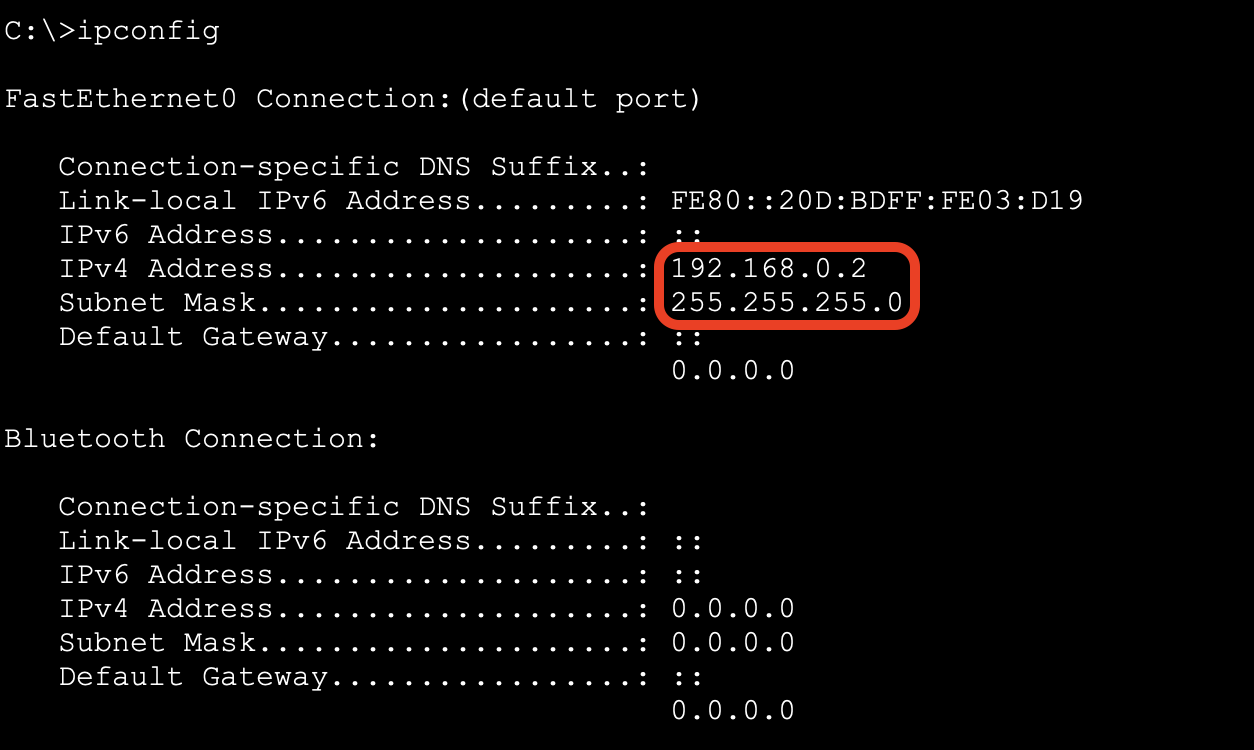 C:\>ipconfig
FastEthernet0 Connection:(default port)
Connection-specific DNS Suffix..:
Link-local IPv6 Address.........: FE80::20D:BDFF:FE03:D19
IPv6 Address....................: ::
IPv4 Address....................: 192.168.0.2
Subnet Mask.....................: 255.255.255.0
Default Gateway.................: ::
0.0.0.0
Bluetooth Connection:
Connection-specific DNS Suffix..:
Link-local IPv6 Address.........: ::
IPv6 Address....................: ::
IPv4 Address....................: 0.0.0.0
Subnet Mask.....................: 0.0.0.0
Default Gateway.................: ::
0.0.0.0